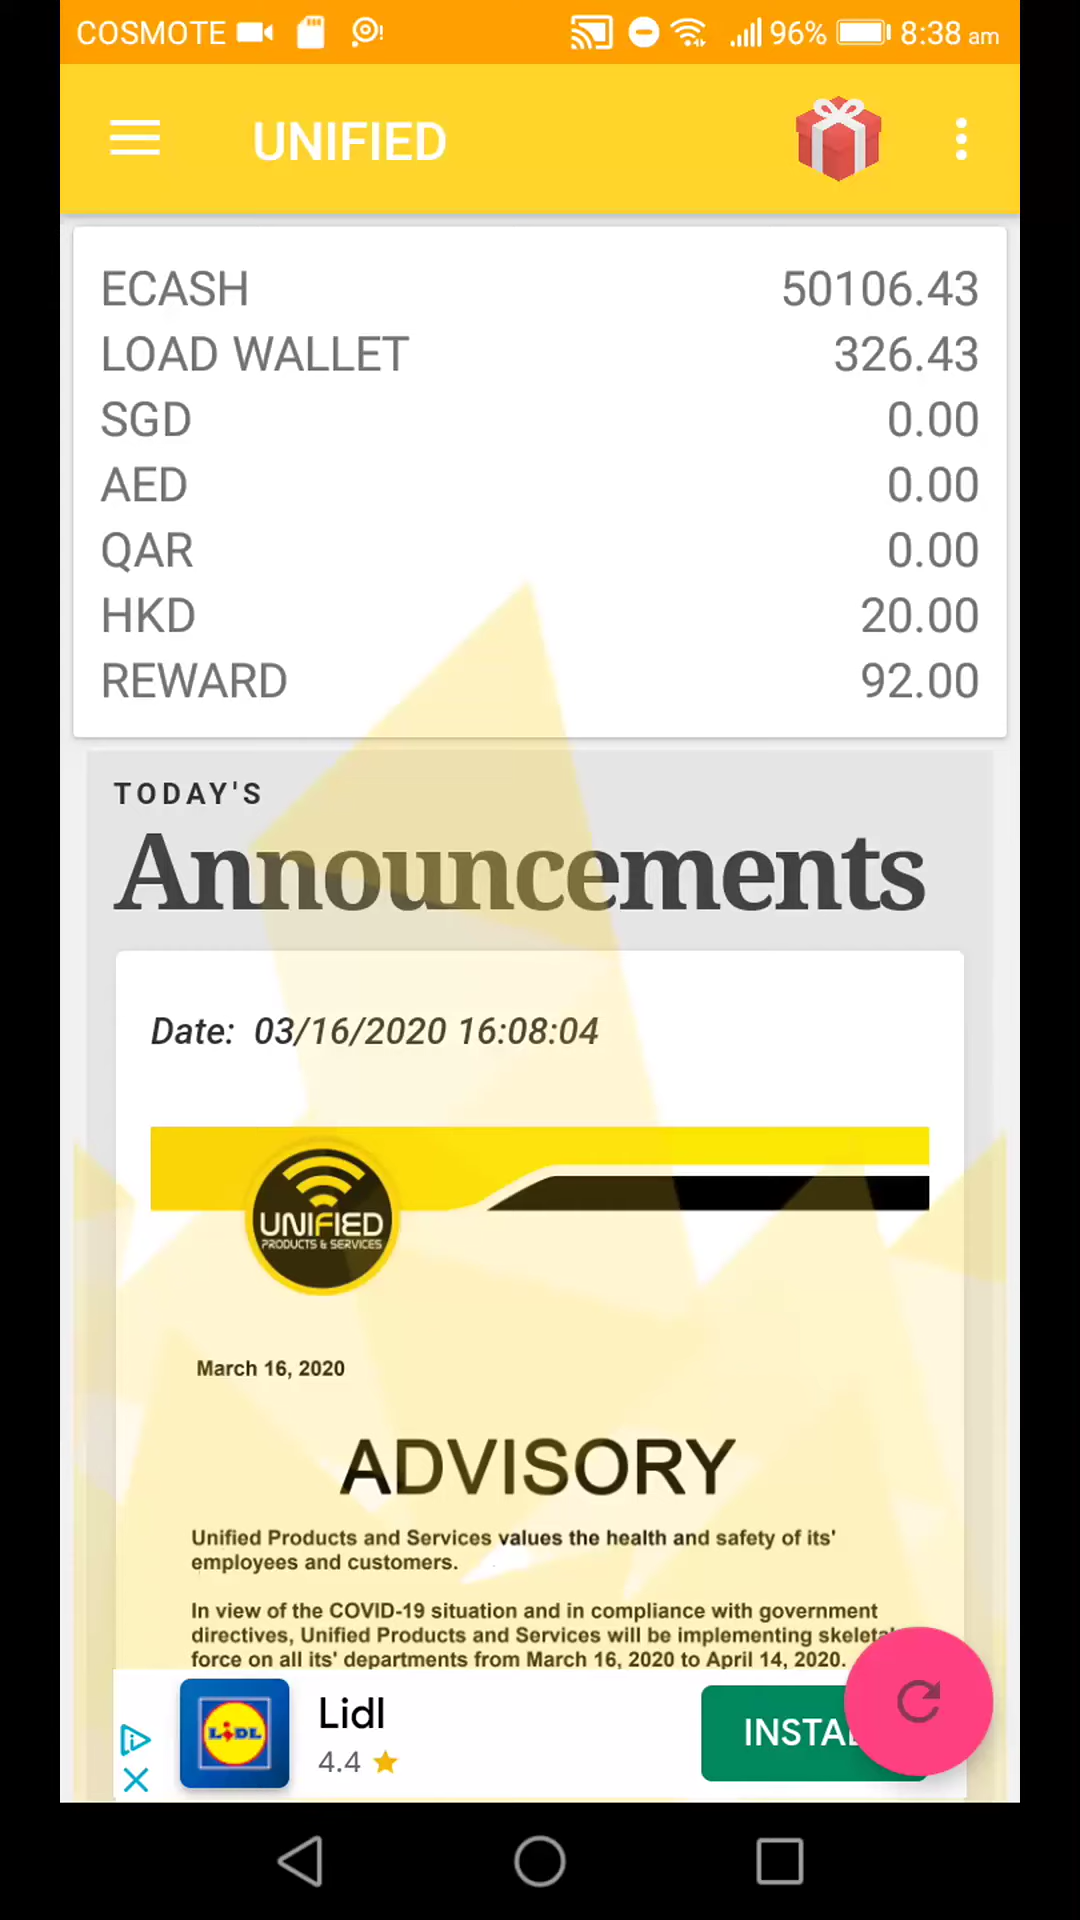 COSMOTE 96% 8:38 am
UNIFIED
ECASH 50106.43
LOAD WALLET 326.43
SGD 0.00
AED 0.00
QAR 0.00
HKD 20.00
REWARD 92.00
TODAY'S
Announcements
Date: 03/16/2020 16:08:04
UNIFIED
PRODUCTS & SERVICES
March 16, 2020
ADVISORY
Unified Products and Services values the health and safety of its'
employees and customers.
In view of the COVID-19 situation and in compliance with government
directives, Unified Products and Services will be implementing skeleta
force on all its' departments from March 16, 2020 to April 14, 2020.
LIDL
Lidl
4.4
INSTAL